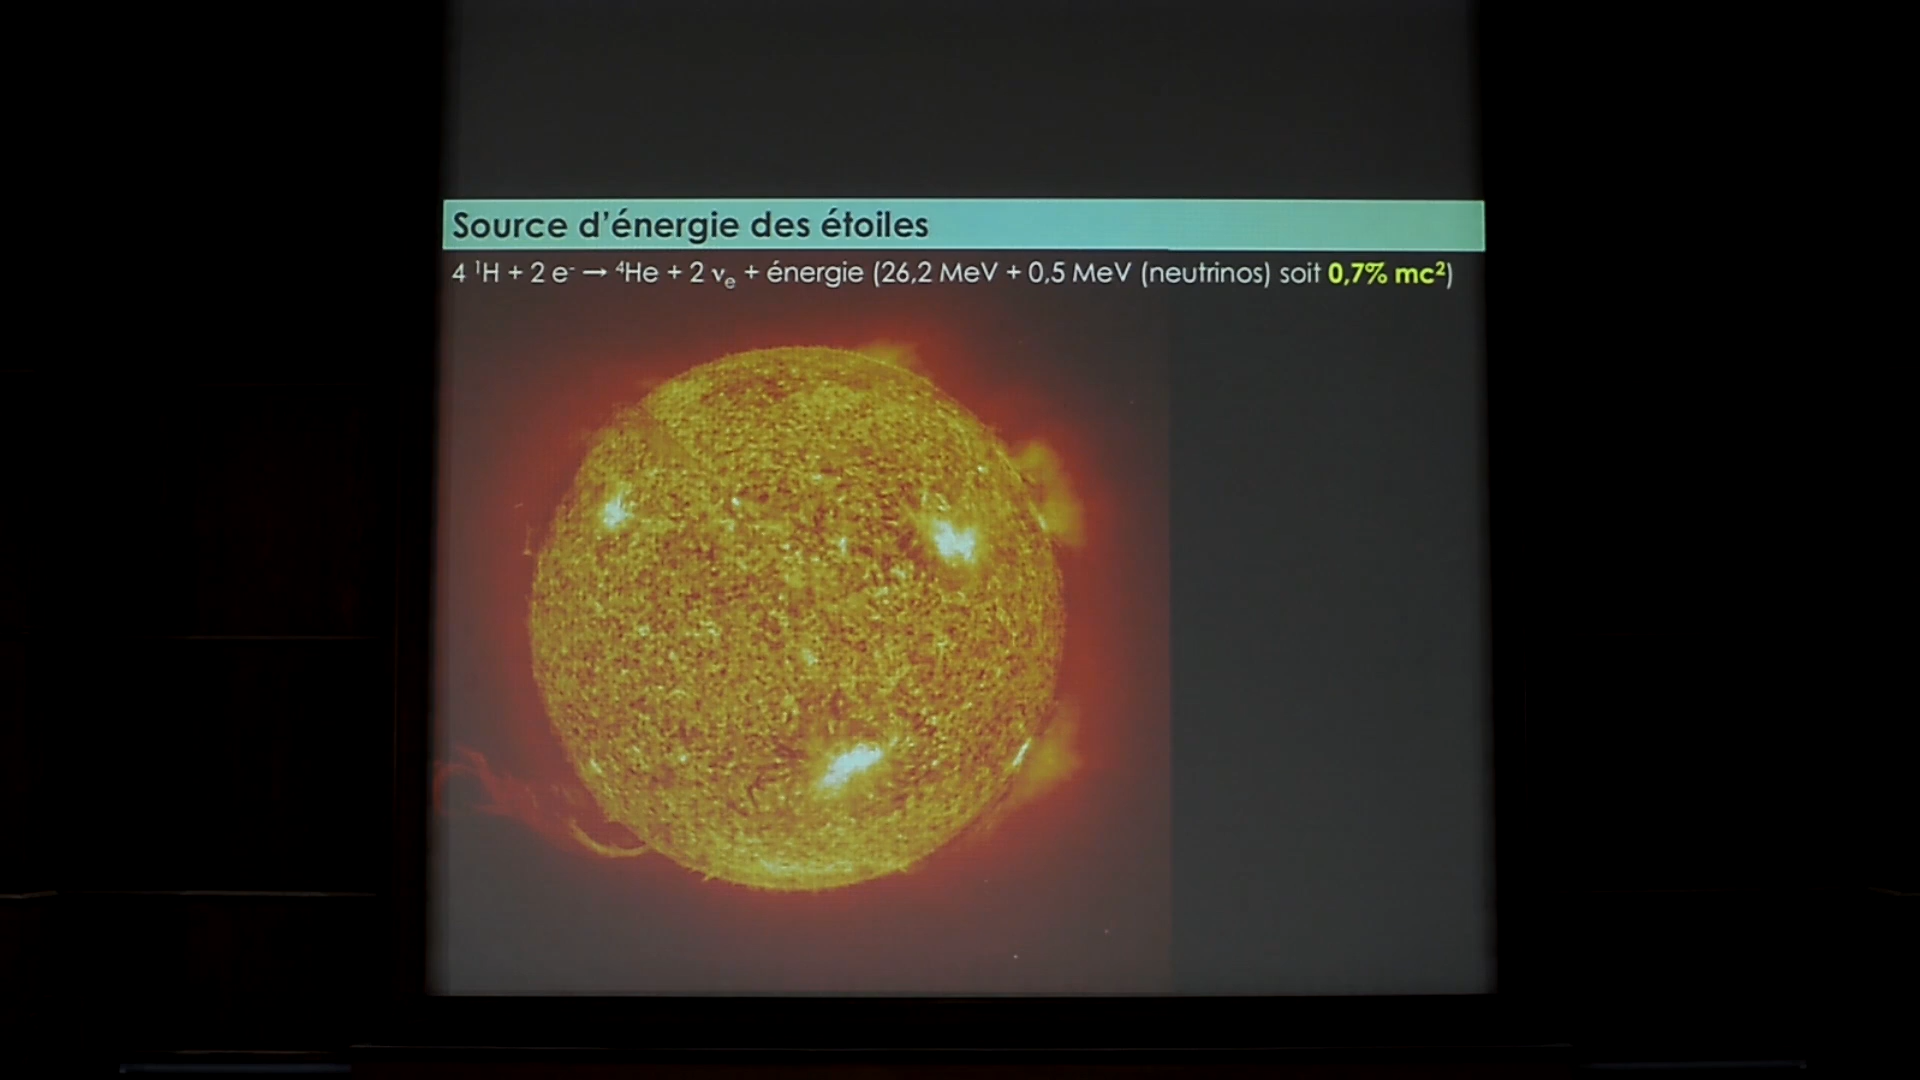 Source d’énergie des étoiles
4 ¹H + 2 e⁻ → ⁴He + 2 νₑ + énergie (26,2 MeV + 0,5 MeV (neutrinos) soit 0,7% mc²)